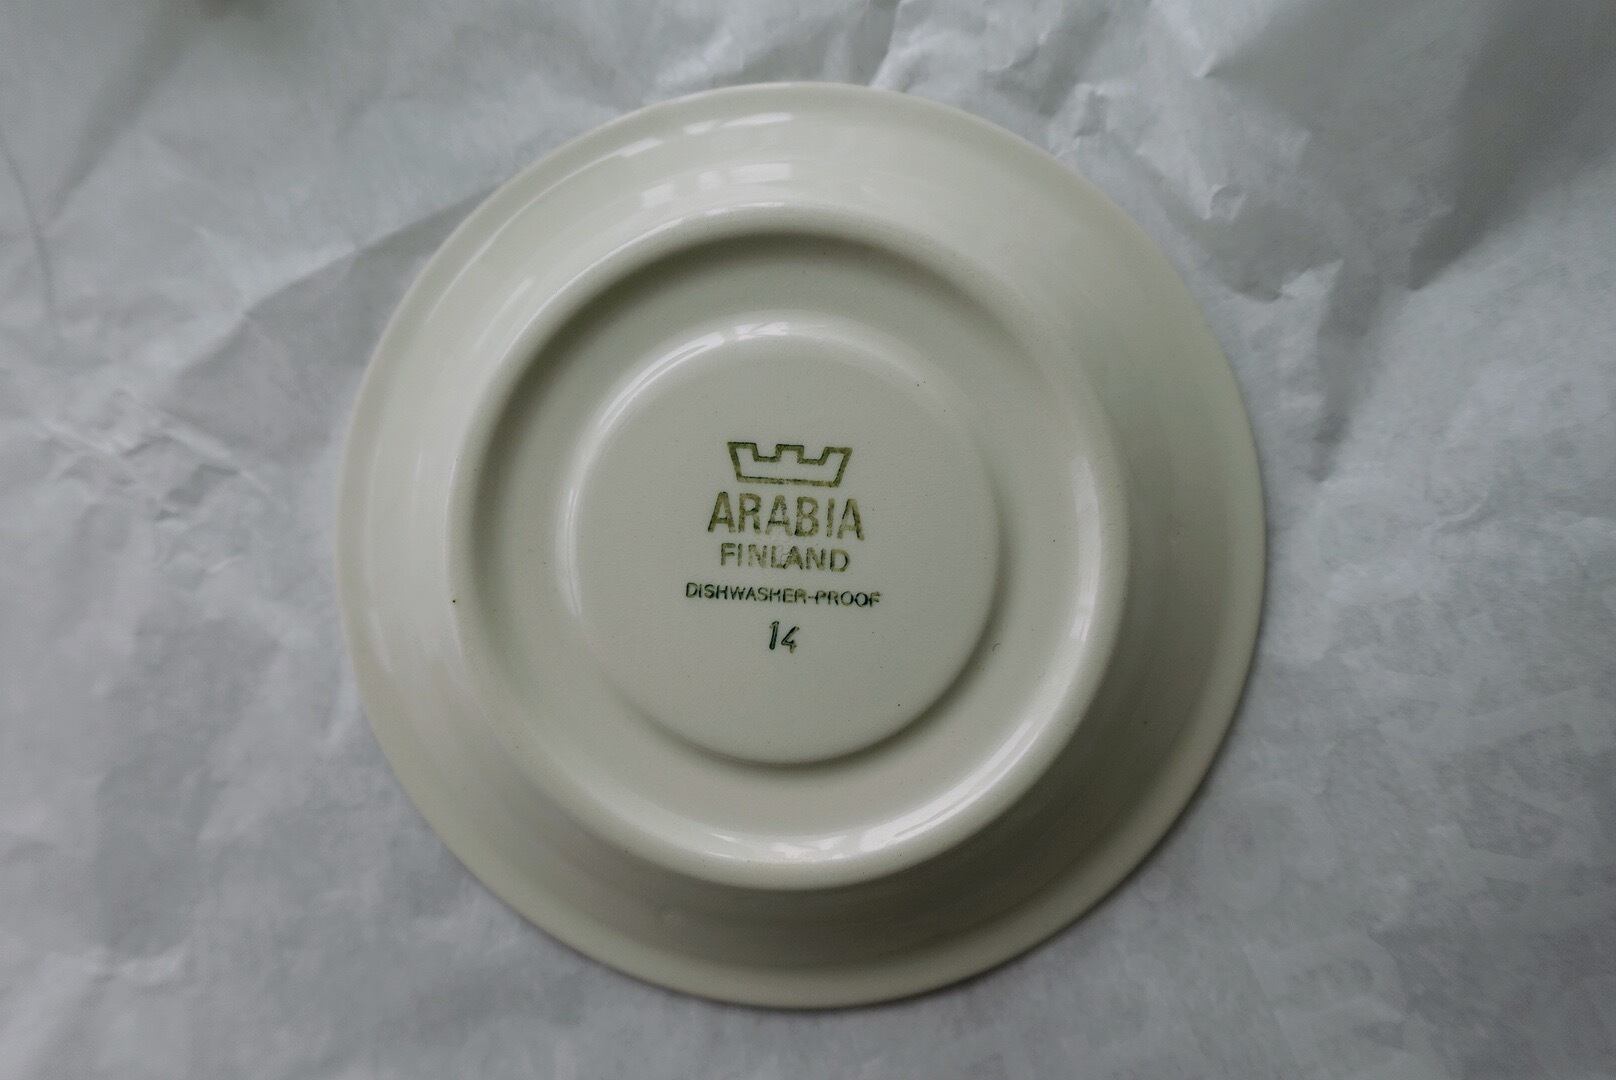 ARABIA
FINLAND
DISHWASHER-PROOF
14